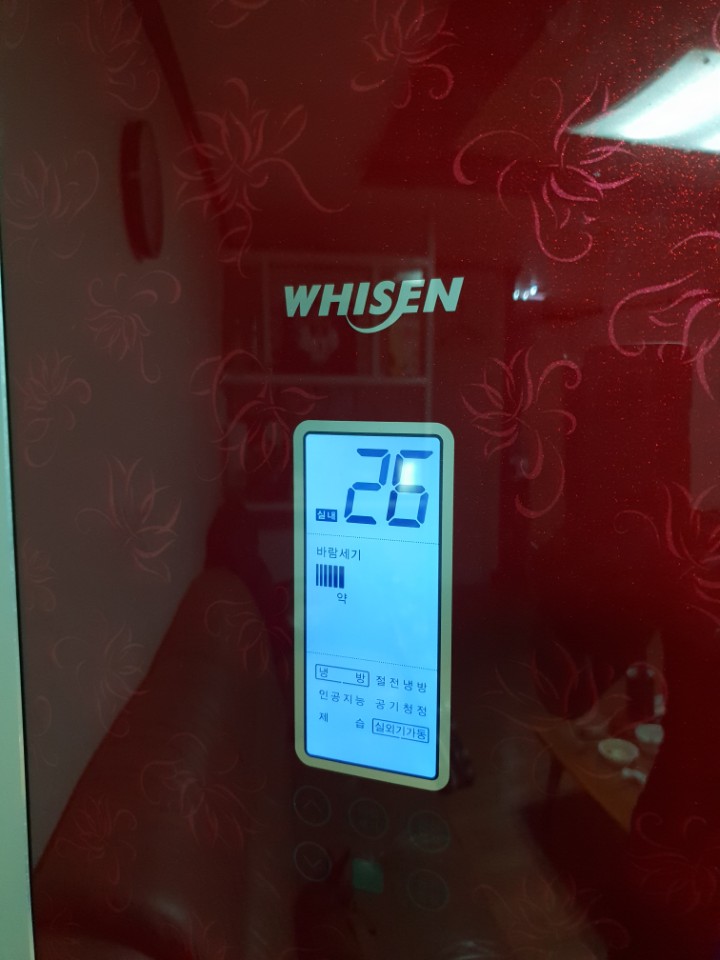 WHISEN
실내 26
바람세기
약
냉 방 절전냉방
인공지능 공기청정
제 습 실외기가동